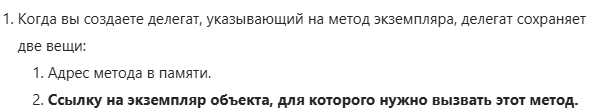 1. Когда вы создаете делегат, указывающий на метод экземпляра, делегат сохраняет
две вещи:
1. Адрес метода в памяти.
2. Ссылку на экземпляр объекта, для которого нужно вызвать этот метод.